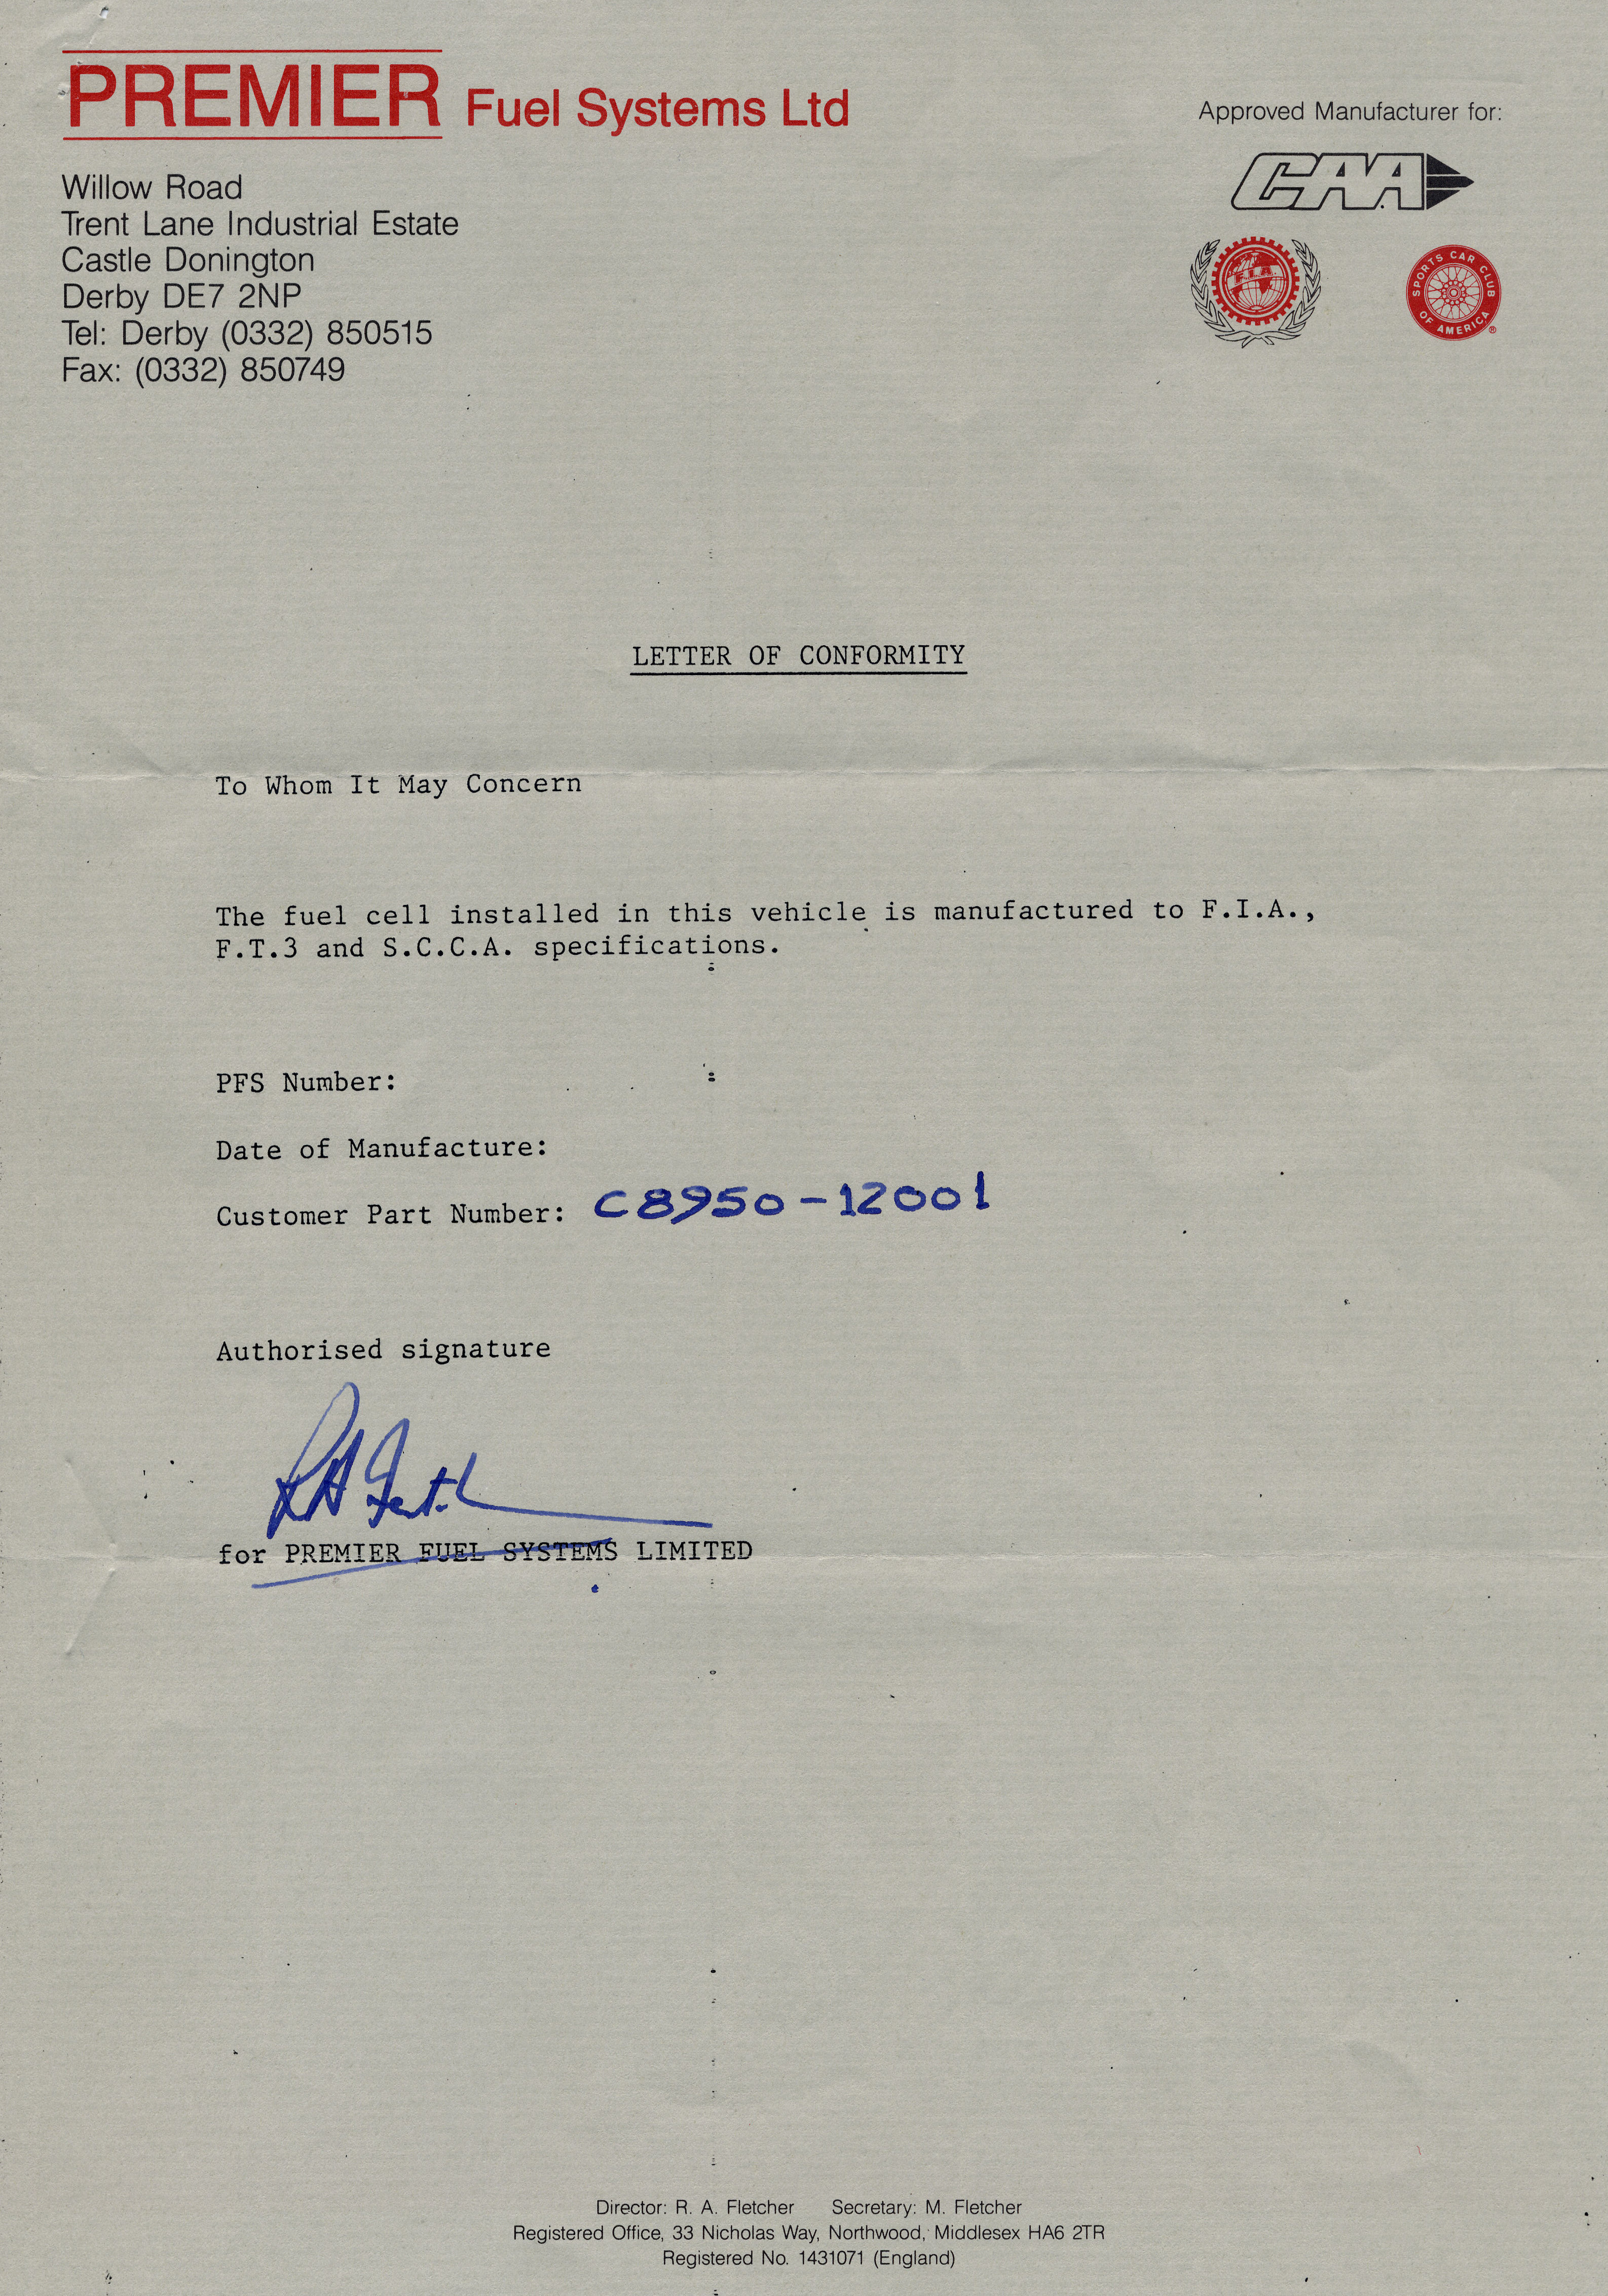 PREMIER Fuel Systems Ltd
Willow Road
Trent Lane Industrial Estate
Castle Donington
Derby DE7 2NP
Tel: Derby (0332) 850515
Fax: (0332) 850749
Approved Manufacturer for:
CAA
F.I.A
SPORTS CAR CLUB
OF AMERICA ®
LETTER OF CONFORMITY
To Whom It May Concern
The fuel cell installed in this vehicle is manufactured to F.I.A.,
F.T.3 and S.C.C.A. specifications.
PFS Number:
Date of Manufacture:
Customer Part Number: C8950-12001
Authorised signature
for PREMIER FUEL SYSTEMS LIMITED
Director: R. A. Fletcher Secretary: M. Fletcher
Registered Office, 33 Nicholas Way, Northwood, Middlesex HA6 2TR
Registered No. 1431071 (England)